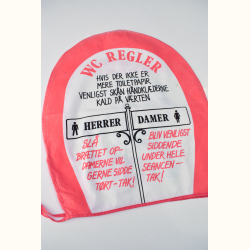 WC REGLER
HVIS DER IKKE ER
MERE TOILETPAPIR
VENLIGST SKÅN HÅNDKLÆDERNE
KALD PÅ VÆRTEN
HERRER
DAMER
SLÅ
BRÆTTET OP-
DAMERNE VIL
GERNE SIDDE
TØRT-TAK!
BLIV VENLIGST
SIDDENDE
UNDER HELE
SEANCEN-
TAK!